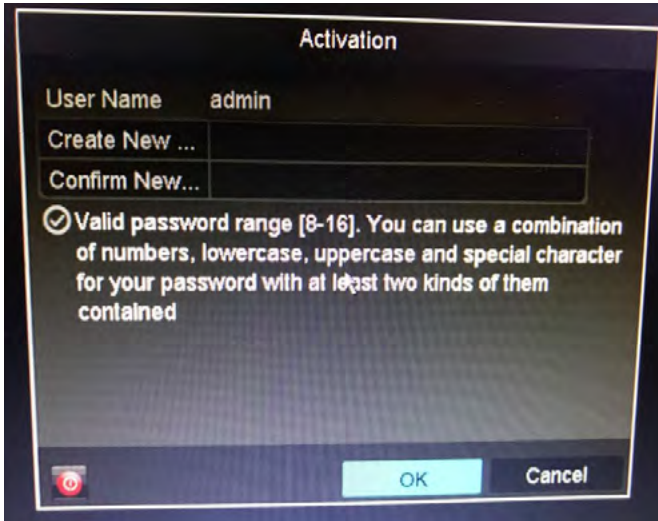 Activation
User Name admin
Create New ...
Confirm New...
Valid password range [8-16]. You can use a combination
of numbers, lowercase, uppercase and special character
for your password with at least two kinds of them
contained
OK Cancel